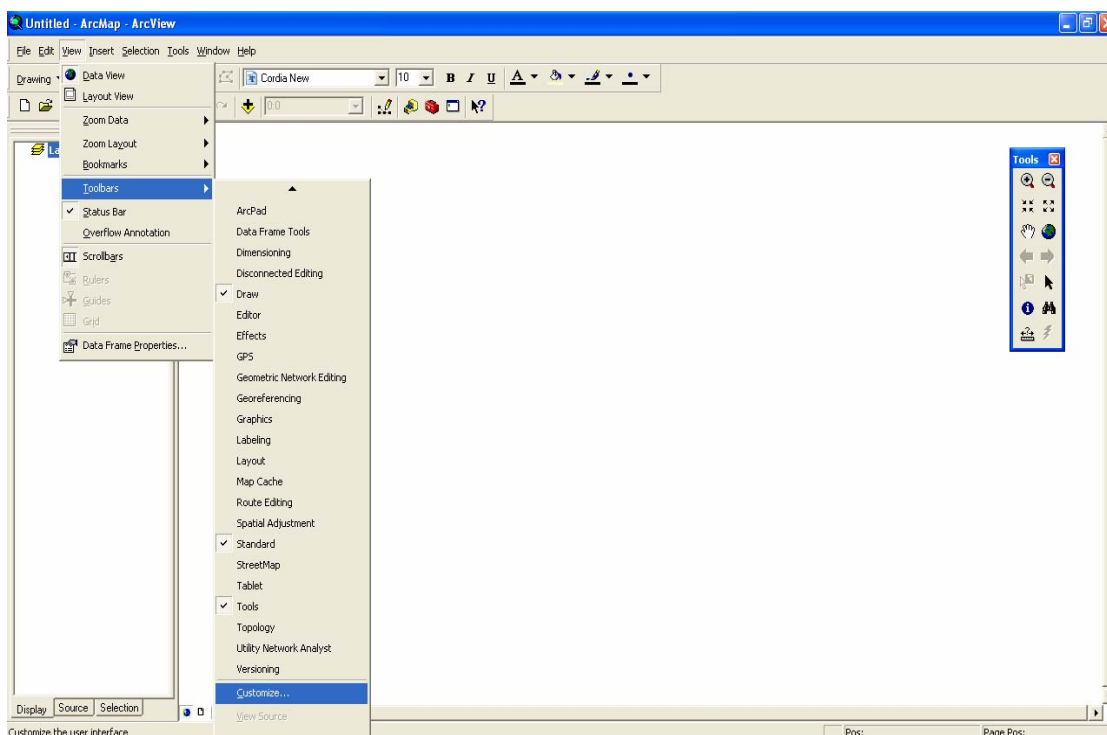 Untitled - ArcMap - ArcView
File Edit View Insert Selection Tools Window Help
Drawing
Cordia New
10
B I U A
0:0
Data View
Layout View
Zoom Data
Zoom Layout
Bookmarks
Toolbars
Status Bar
Overflow Annotation
Scrollbars
Rulers
Guides
Grid
Data Frame Properties...
ArcPad
Data Frame Tools
Dimensioning
Disconnected Editing
Draw
Editor
Effects
GPS
Geometric Network Editing
Georeferencing
Graphics
Labeling
Layout
Map Cache
Route Editing
Spatial Adjustment
Standard
StreetMap
Tablet
Tools
Topology
Utility Network Analyst
Versioning
Customize...
View Source
Tools
Display Source Selection
Customize the user interface
Pos: Page Pos: